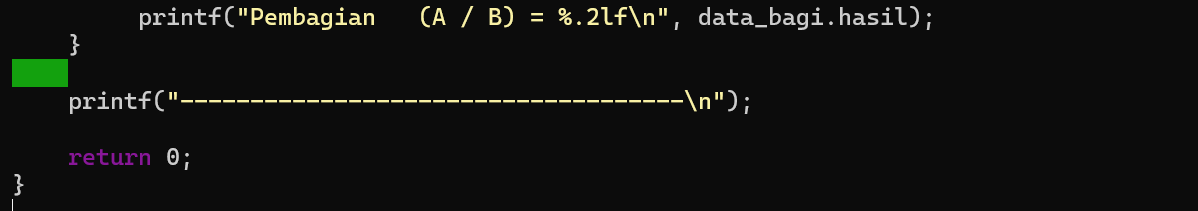 printf("Pembagian   (A / B) = %.2lf\n", data_bagi.hasil);
}
printf("------------------------------------\n");
return 0;
}